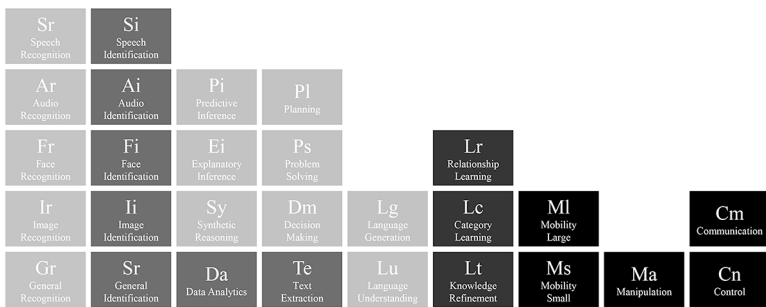 Sr Si
Speech Speech
Recognition Identification
Ar Ai Pi Pl
Audio Audio Predictive Planning
Recognition Identification Inference
Fr Fi Ei Ps Lr
Face Face Explanatory Problem Relationship
Recognition Identification Inference Solving Learning
Ir Ii Sy Dm Lg Lc Ml Cm
Image Image Synthetic Decision Language Category Mobility Communication
Recognition Identification Reasoning Making Generation Learning Large
Gr Sr Da Te Lu Lt Ms Ma Cn
General General Data Analytics Text Language Knowledge Mobility Manipulation Control
Recognition Identification Extraction Understanding Refinement Small